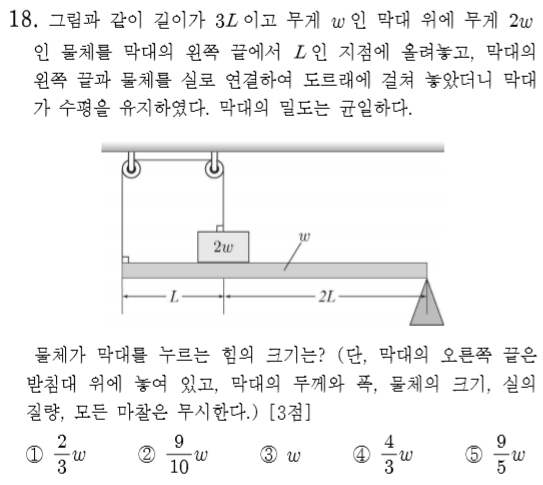 18. 그림과 같이 길이가 3L이고 무게 w인 막대 위에 무게 2w
인 물체를 막대의 왼쪽 끝에서 L인 지점에 올려놓고, 막대의
왼쪽 끝과 물체를 실로 연결하여 도르래에 걸쳐 놓았더니 막대
가 수평을 유지하였다. 막대의 밀도는 균일하다.
2w
w
L
2L
물체가 막대를 누르는 힘의 크기는? (단, 막대의 오른쪽 끝은
받침대 위에 놓여 있고, 막대의 두께와 폭, 물체의 크기, 실의
질량, 모든 마찰은 무시한다.) [3점]
① 2/3 w ② 9/10 w ③ w ④ 4/3 w ⑤ 9/5 w